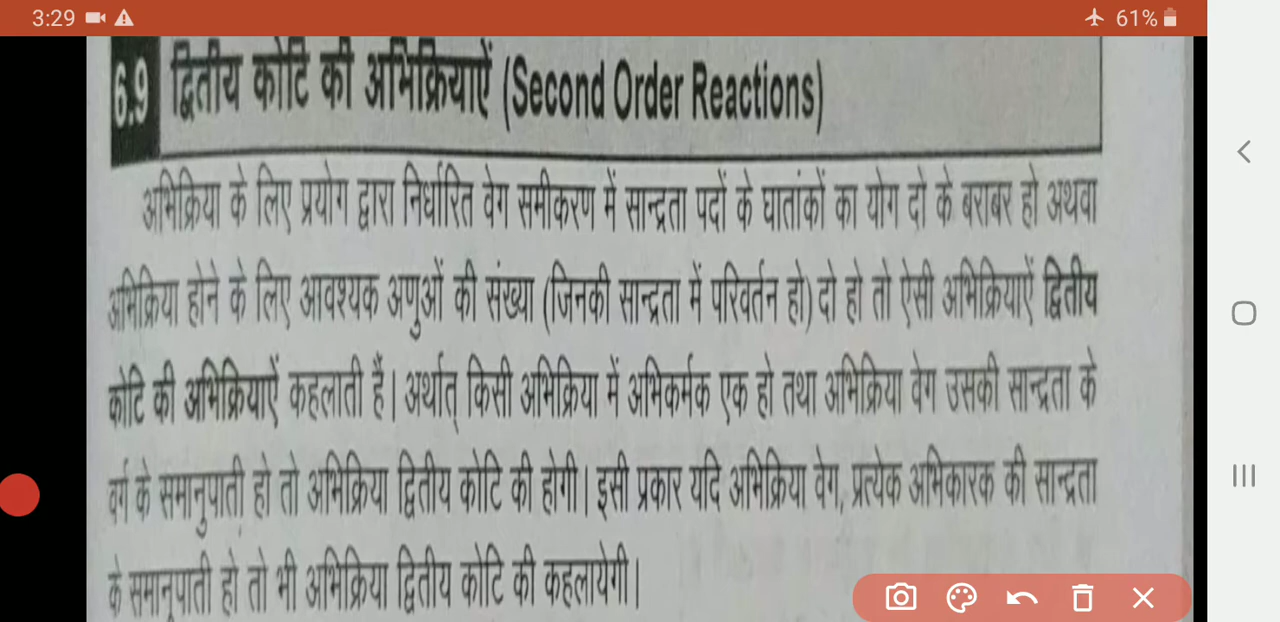 3:29 61%
6.9 द्वितीय कोटि की अभिक्रियाऐं (Second Order Reactions)
अभिक्रिया के लिए प्रयोग द्वारा निर्धारित वेग समीकरण में सान्द्रता पदों के घातांकों का योग दो के बराबर हो अथवा
अभिक्रिया होने के लिए आवश्यक अणुओं की संख्या (जिनकी सान्द्रता में परिवर्तन हो) दो हो तो ऐसी अभिक्रियाऐं द्वितीय
कोटि की अभिक्रियाऐं कहलाती हैं। अर्थात् किसी अभिक्रिया में अभिकर्मक एक हो तथा अभिक्रिया वेग उसकी सान्द्रता के
वर्ग के समानुपाती हो तो अभिक्रिया द्वितीय कोटि की होगी। इसी प्रकार यदि अभिक्रिया वेग, प्रत्येक अभिकारक की सान्द्रता
के समानुपाती हो तो भी अभिक्रिया द्वितीय कोटि की कहलायेगी।